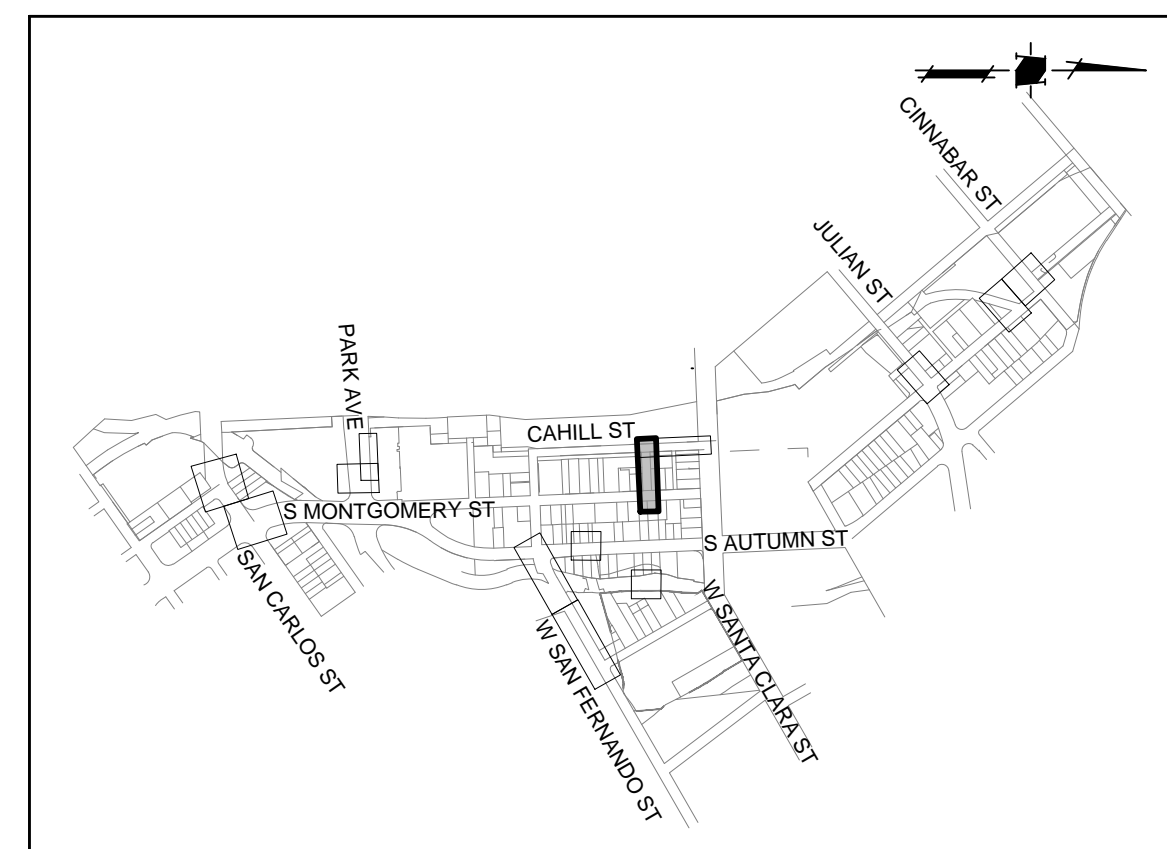 CINNABAR ST
JULIAN ST
PARK AVE
CAHILL ST
S MONTGOMERY ST
S AUTUMN ST
SAN CARLOS ST
W SAN FERNANDO ST
W SANTA CLARA ST